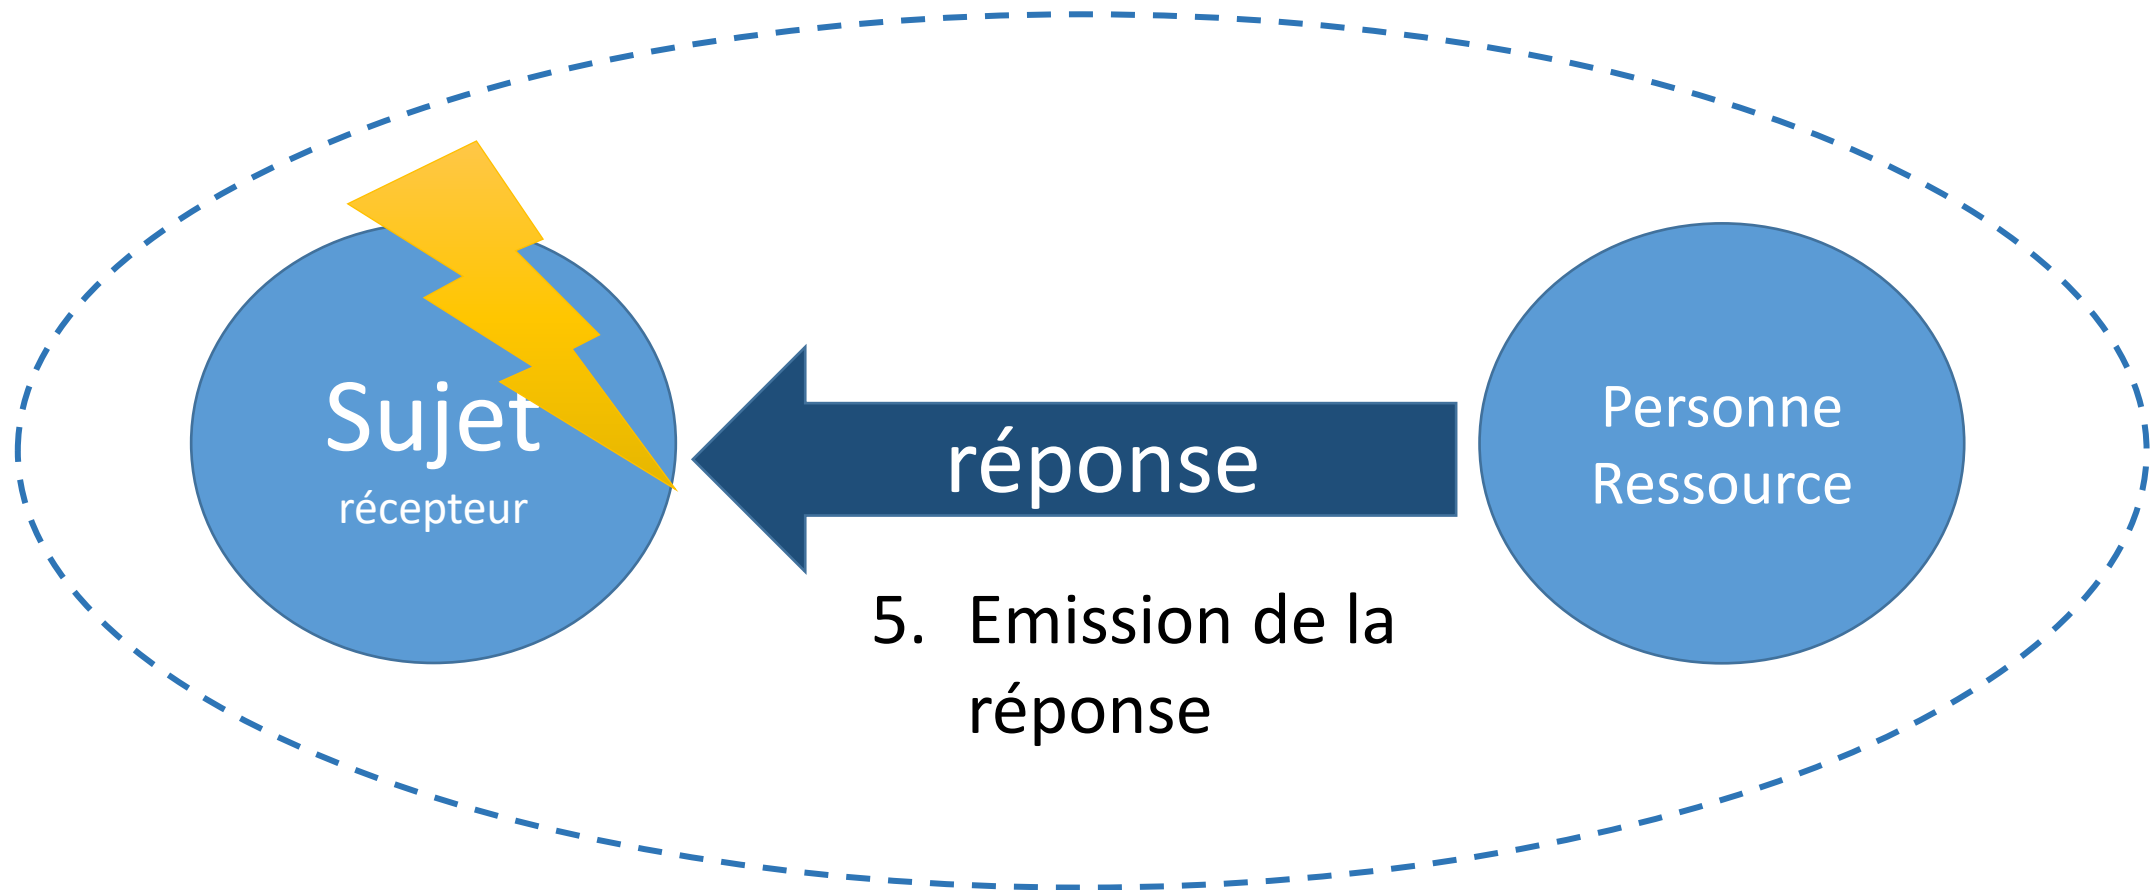 Sujet
récepteur
réponse
Personne
Ressource
5. Emission de la
réponse